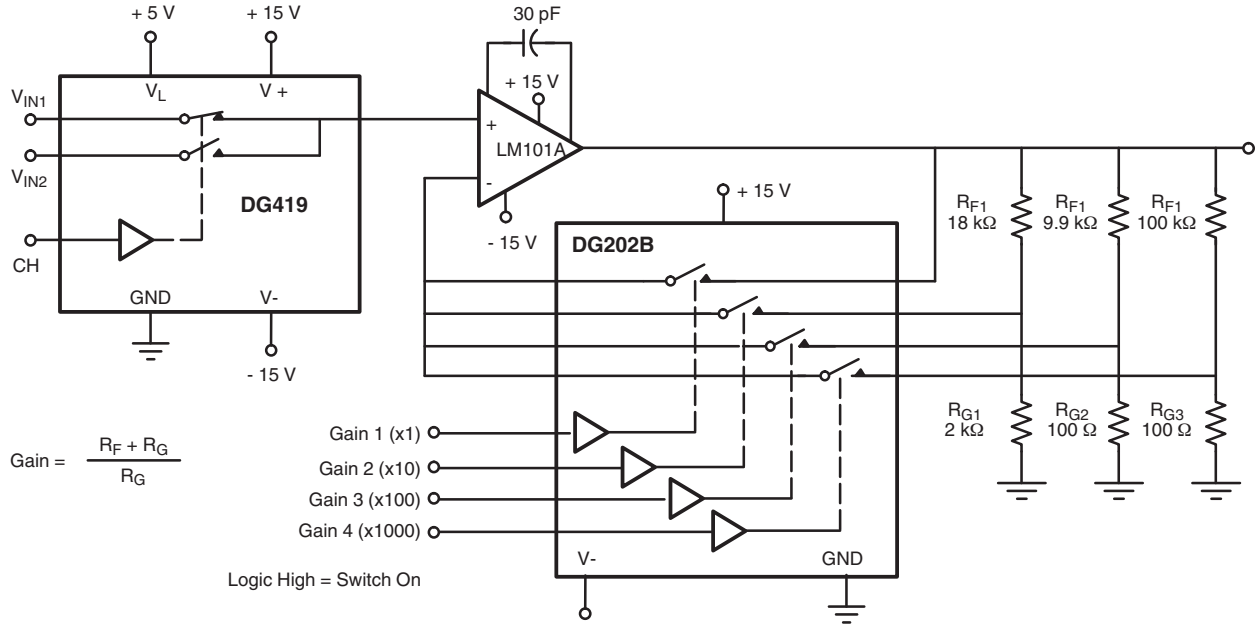 + 5 V
+ 15 V
30 pF
V_IN1
V_L
V +
+ 15 V
+
LM101A
-
V_IN2
DG419
- 15 V
+ 15 V
CH
DG202B
R_F1
18 kΩ
R_F1
9.9 kΩ
R_F1
100 kΩ
GND
V-
- 15 V
Gain = R_F + R_G
R_G
Gain 1 (x1)
Gain 2 (x10)
Gain 3 (x100)
Gain 4 (x1000)
R_G1
2 kΩ
R_G2
100 Ω
R_G3
100 Ω
V-
GND
Logic High = Switch On